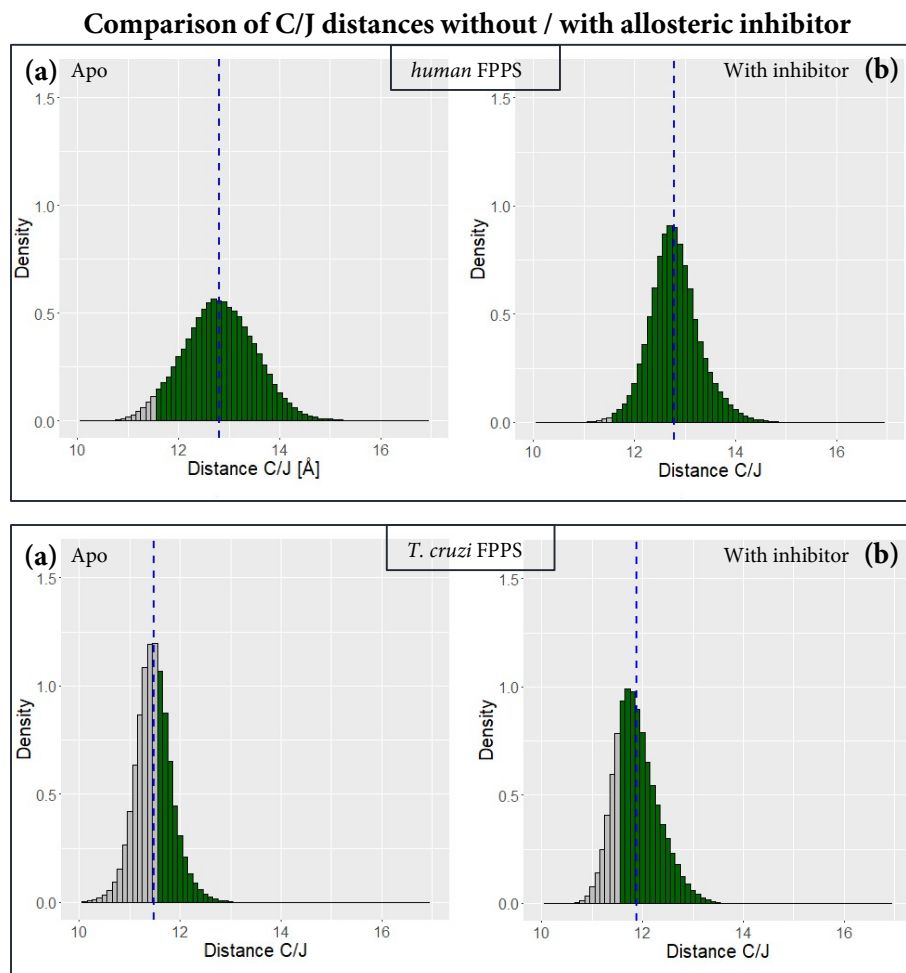 Comparison of C/J distances without / with allosteric inhibitor
(a) Apo
human FPPS
With inhibitor (b)
1.5
1.0
0.5
0.0
Density
10 12 14 16
Distance C/J [Å]
1.5
1.0
0.5
0.0
Density
10 12 14 16
Distance C/J
(a) Apo
T. cruzi FPPS
With inhibitor (b)
1.5
1.0
0.5
0.0
Density
10 12 14 16
Distance C/J
1.5
1.0
0.5
0.0
Density
10 12 14 16
Distance C/J